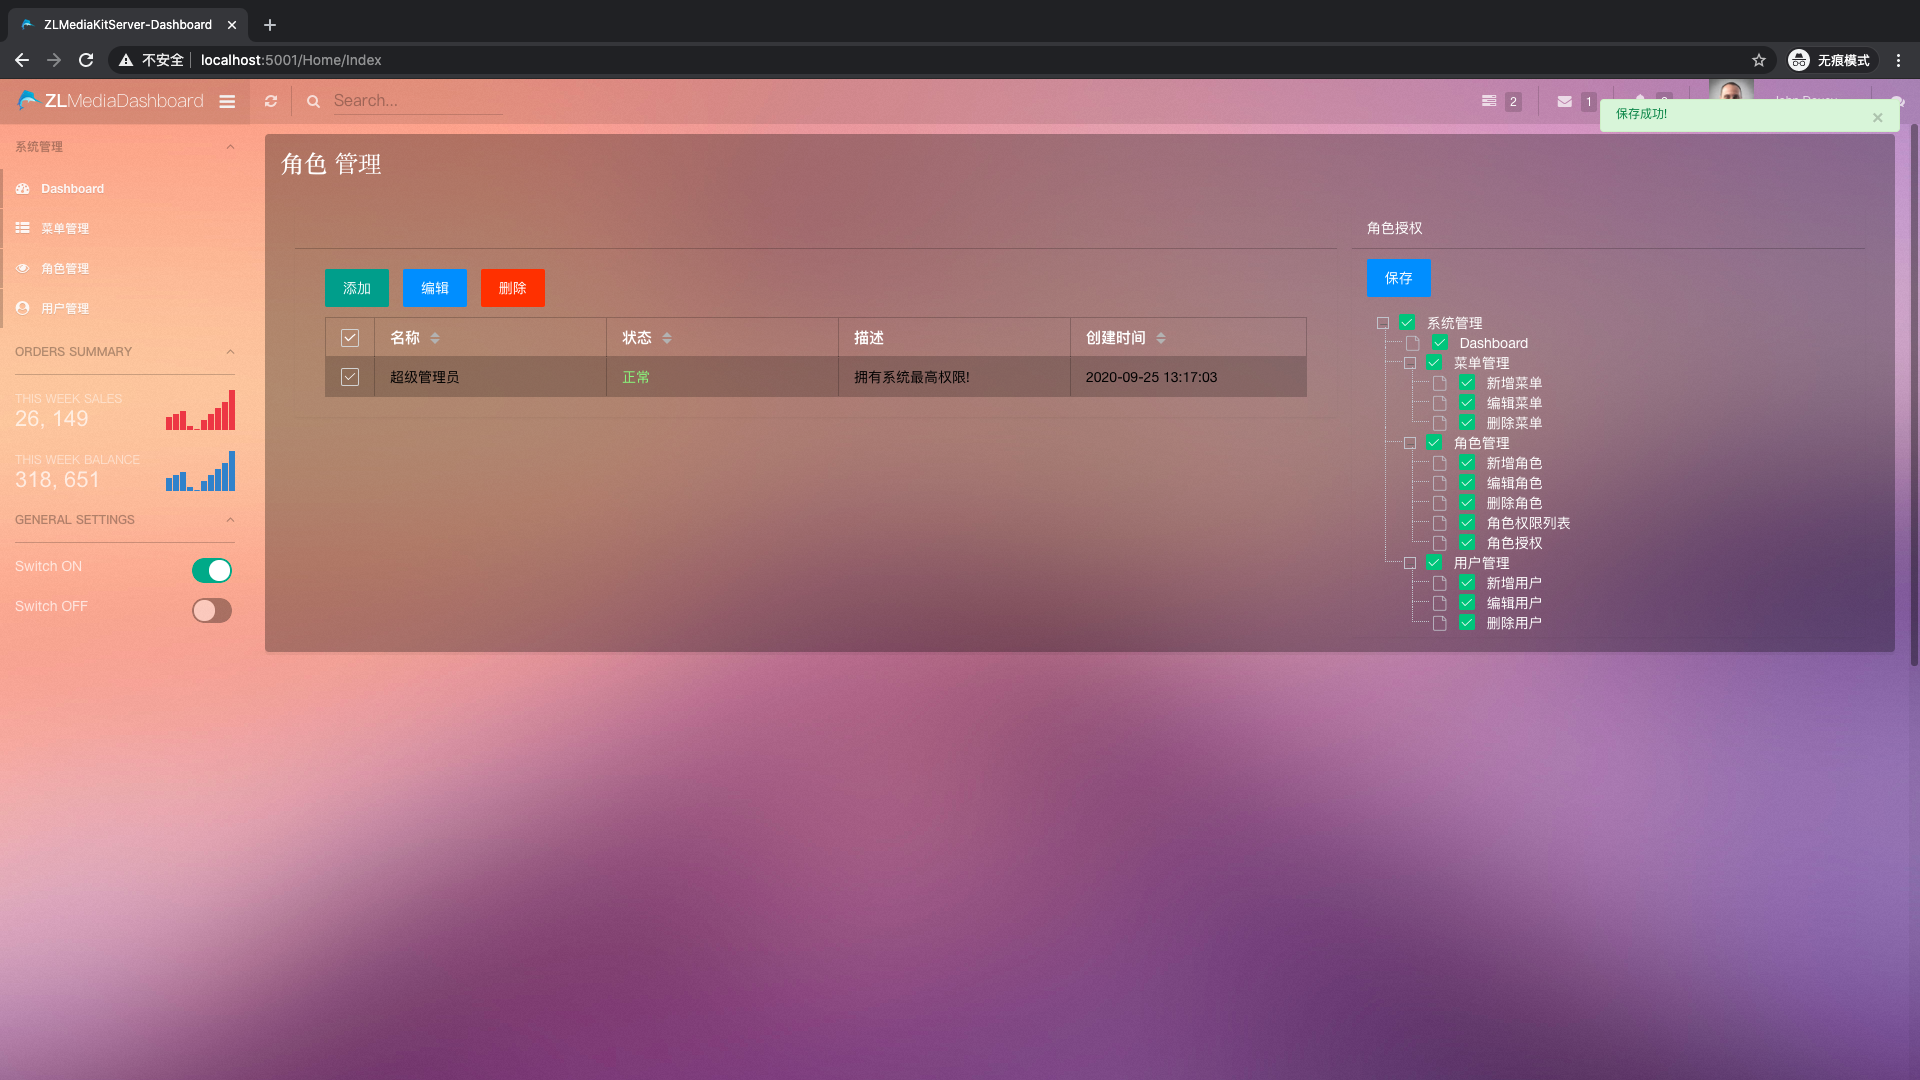 ZLMediaKitServer-Dashboard
不安全
localhost:5001/Home/Index
无痕模式
ZLMediaDashboard
Search...
2
1
保存成功!
系统管理
Dashboard
菜单管理
角色管理
用户管理
ORDERS SUMMARY
THIS WEEK SALES
26, 149
THIS WEEK BALANCE
318, 651
GENERAL SETTINGS
Switch ON
Switch OFF
角色 管理
添加
编辑
删除
名称
状态
描述
创建时间
超级管理员
正常
拥有系统最高权限!
2020-09-25 13:17:03
角色授权
保存
系统管理
Dashboard
菜单管理
新增菜单
编辑菜单
删除菜单
角色管理
新增角色
编辑角色
删除角色
角色权限列表
角色授权
用户管理
新增用户
编辑用户
删除用户